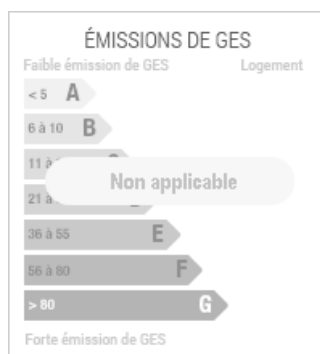 ÉMISSIONS DE GES
Faible émission de GES Logement
< 5 A
6 à 10 B
11 à
Non applicable
21 à
36 à 55 E
56 à 80 F
> 80 G
Forte émission de GES